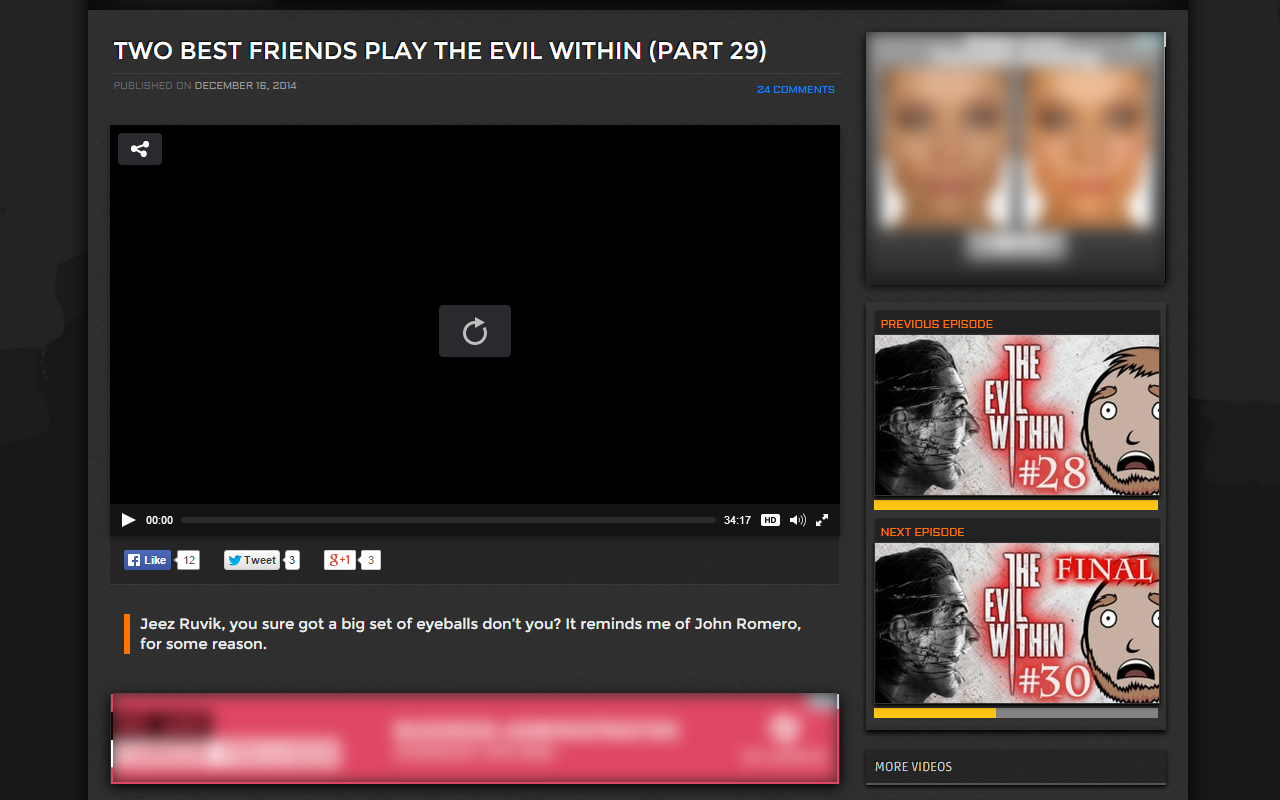 TWO BEST FRIENDS PLAY THE EVIL WITHIN (PART 29)
PUBLISHED ON DECEMBER 16, 2014
24 COMMENTS
00:00
34:17
HD
Like
12
Tweet
3
g+1
3
Jeez Ruvik, you sure got a big set of eyeballs don't you? It reminds me of John Romero,
for some reason.
PREVIOUS EPISODE
THE
EVIL
WITHIN
#28
NEXT EPISODE
THE
FINAL
EVIL
WITHIN
#30
MORE VIDEOS